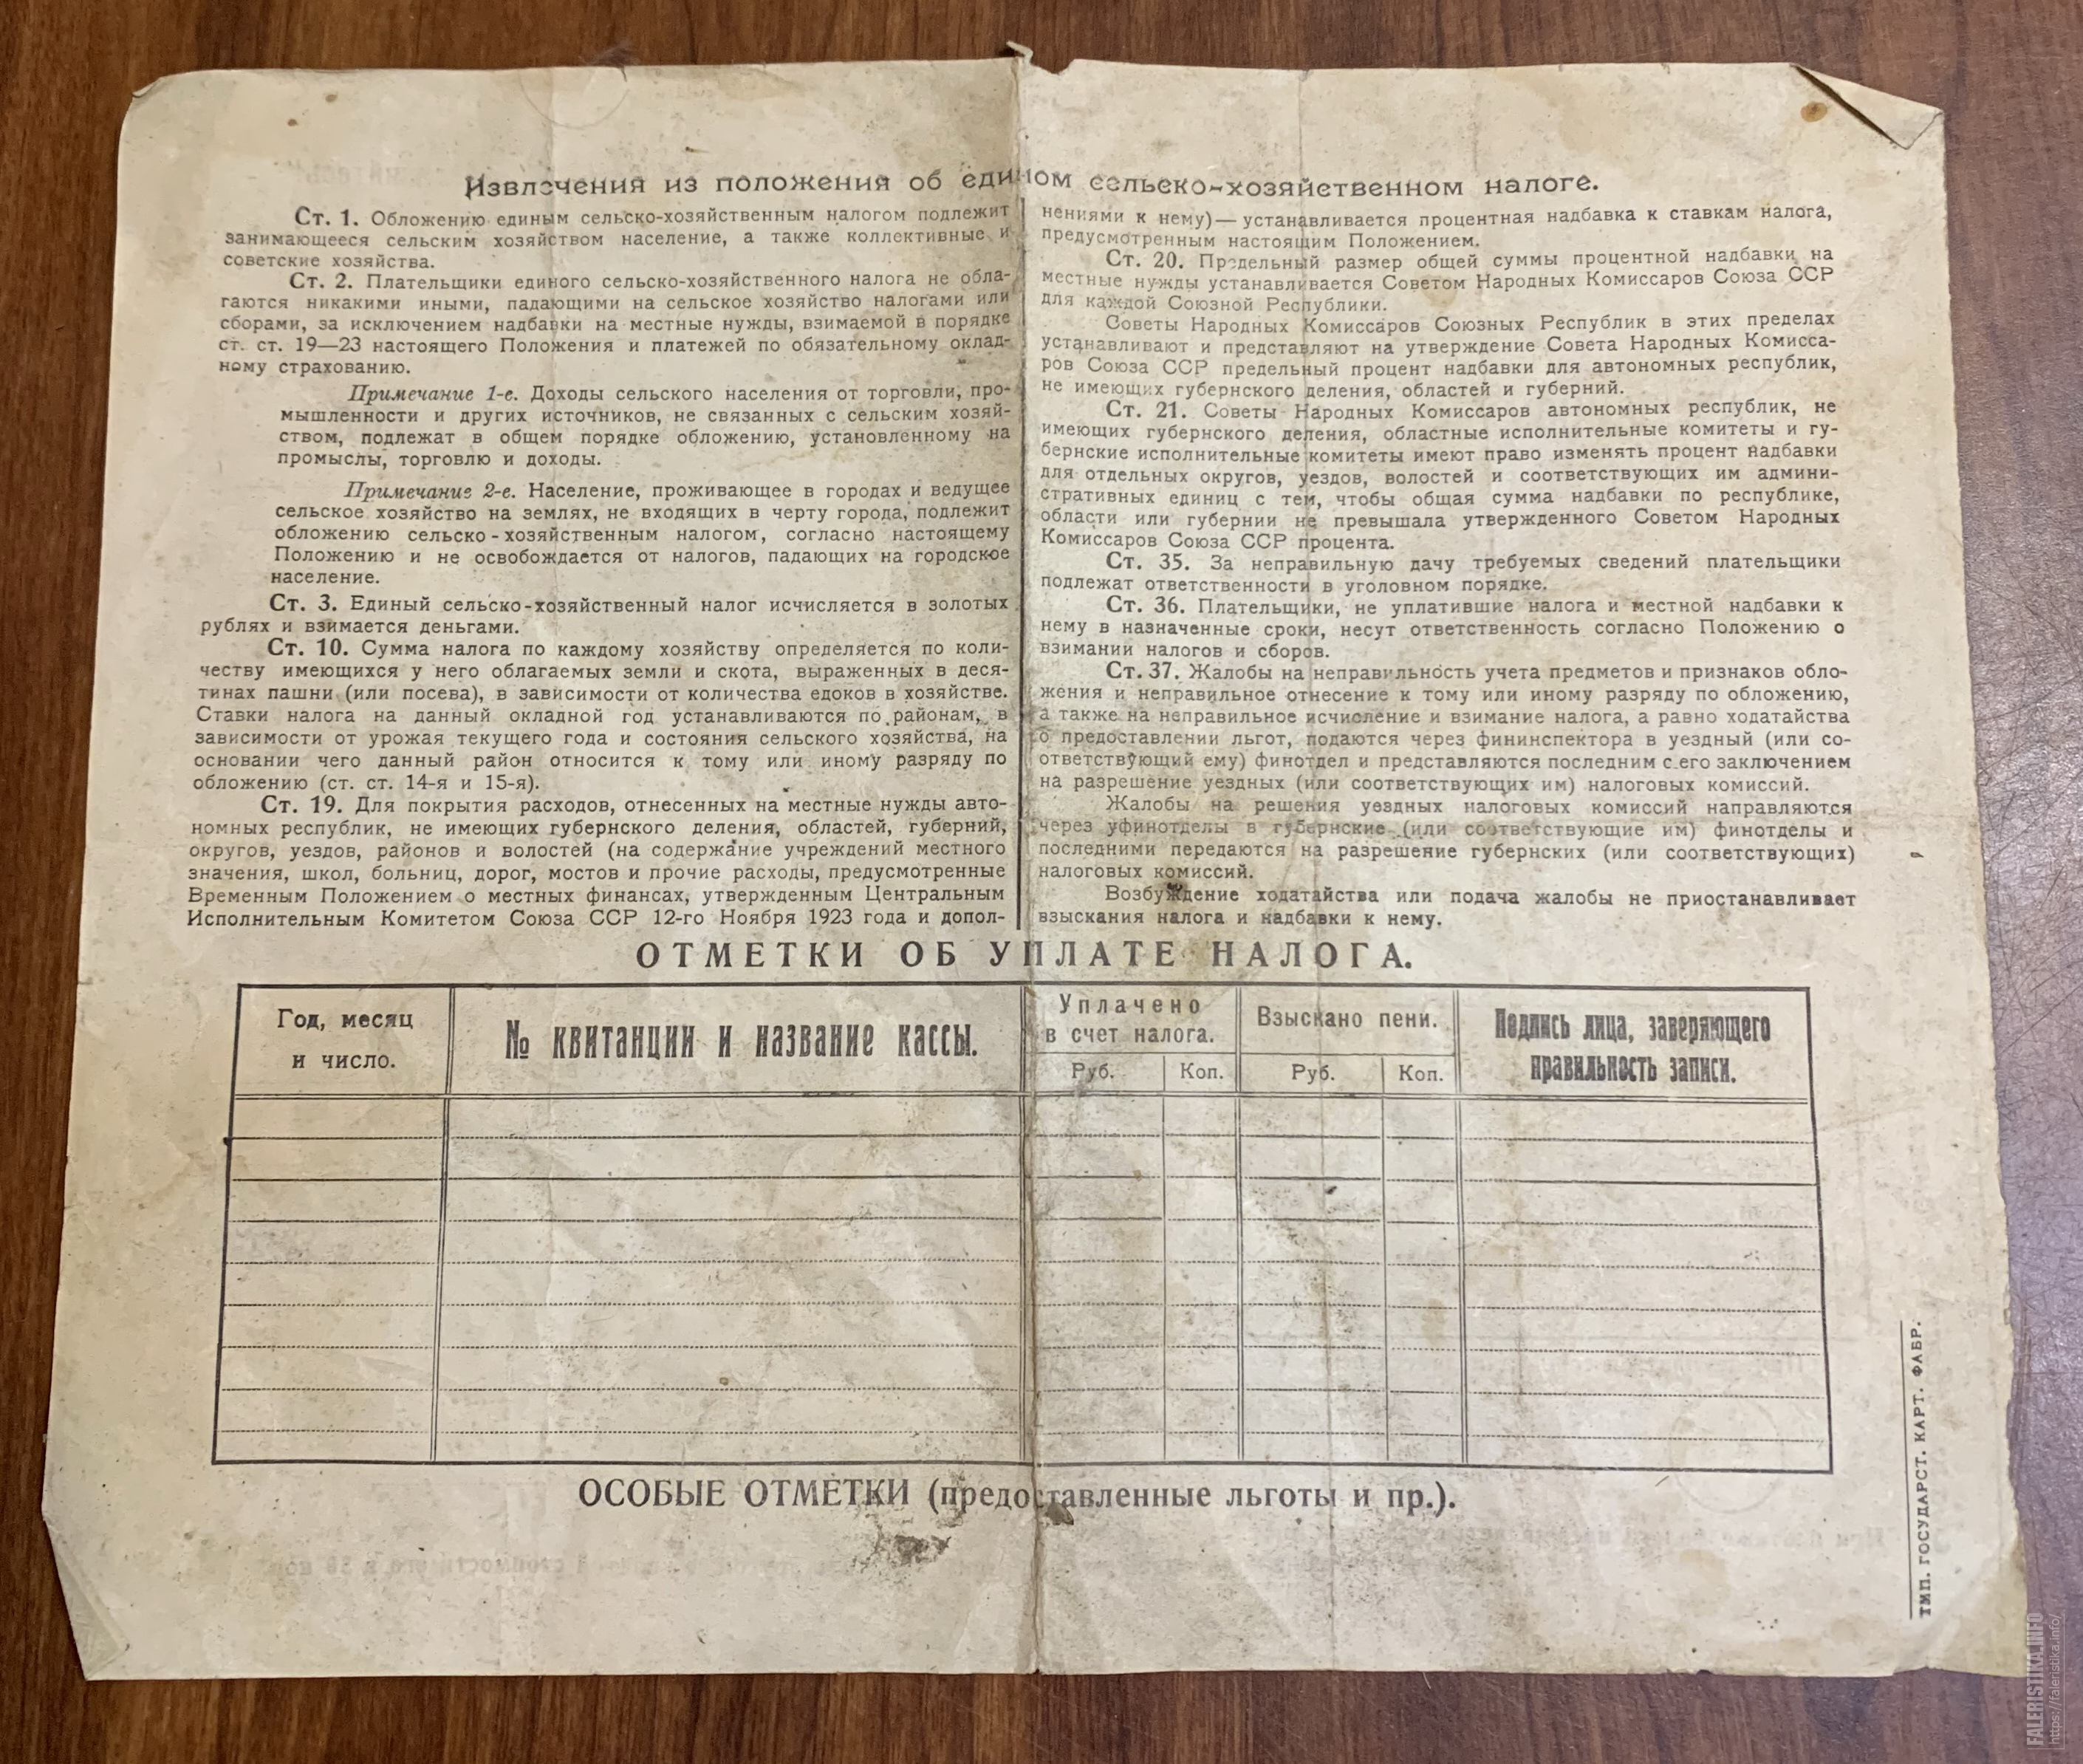 Извлечения из положения об едином сельско-хозяйственном налоге.
Ст. 1. Обложению единым сельско-хозяйственным налогом подлежит
занимающееся сельским хозяйством население, а также коллективные и
советские хозяйства.
Ст. 2. Плательщики единого сельско-хозяйственного налога не обла-
гаются никакими иными, падающими на сельское хозяйство налогами или
сборами, за исключением надбавки на местные нужды, взимаемой в порядке
ст. ст. 19—23 настоящего Положения и платежей по обязательному оклад-
ному страхованию.
Примечание 1-е. Доходы сельского населения от торговли, про-
мышленности и других источников, не связанных с сельским хозяй-
ством, подлежат в общем порядке обложению, установленному на
промыслы, торговлю и доходы.
Примечание 2-е. Население, проживающее в городах и ведущее
сельское хозяйство на землях, не входящих в черту города, подлежит
обложению сельско-хозяйственным налогом, согласно настоящему
Положению и не освобождается от налогов, падающих на городское
население.
Ст. 3. Единый сельско-хозяйственный налог исчисляется в золотых
рублях и взимается деньгами.
Ст. 10. Сумма налога по каждому хозяйству определяется по коли-
честву имеющихся у него облагаемых земли и скота, выраженных в деся-
тинах пашни (или посева), в зависимости от количества едоков в хозяйстве.
Ставки налога на данный окладной год устанавливаются по районам, в
зависимости от урожая текущего года и состояния сельского хозяйства, на
основании чего данный район относится к тому или иному разряду по
обложению (ст. ст. 14-я и 15-я).
Ст. 19. Для покрытия расходов, отнесенных на местные нужды авто-
номных республик, не имеющих губернского деления, областей, губерний,
округов, уездов, районов и волостей (на содержание учреждений местного
значения, школ, больниц, дорог, мостов и прочие расходы, предусмотренные
Временным Положением о местных финансах, утвержденным Центральным
Исполнительным Комитетом Союза ССР 12-го Ноября 1923 года и допол-
нениями к нему)—устанавливается процентная надбавка к ставкам налога,
предусмотренным настоящим Положением.
Ст. 20. Предельный размер общей суммы процентной надбавки на
местные нужды устанавливается Советом Народных Комиссаров Союза ССР
для каждой Союзной Республики.
Советы Народных Комиссаров Союзных Республик в этих пределах
устанавливают и представляют на утверждение Совета Народных Комисса-
ров Союза ССР предельный процент надбавки для автономных республик,
не имеющих губернского деления, областей и губерний.
Ст. 21. Советы Народных Комиссаров автономных республик, не
имеющих губернского деления, областные исполнительные комитеты и гу-
бернские исполнительные комитеты имеют право изменять процент надбавки
для отдельных округов, уездов, волостей и соответствующих им админи-
стративных единиц с тем, чтобы общая сумма надбавки по республике,
области или губернии не превышала утвержденного Советом Народных
Комиссаров Союза ССР процента.
Ст. 35. За неправильную дачу требуемых сведений плательщики
подлежат ответственности в уголовном порядке.
Ст. 36. Плательщики, не уплатившие налога и местной надбавки к
нему в назначенные сроки, несут ответственность согласно Положению о
взимании налогов и сборов.
Ст. 37. Жалобы на неправильность учета предметов и признаков обло-
жения и неправильное отнесение к тому или иному разряду по обложению,
а также на неправильное исчисление и взимание налога, а равно ходатайства
о предоставлении льгот, подаются через фининспектора в уездный (или со-
ответствующий ему) финотдел и представляются последним с его заключением
на разрешение уездных (или соответствующих им) налоговых комиссий.
Жалобы на решения уездных налоговых комиссий направляются
через уфинотделы в губернские (или соответствующие им) финотделы и
последними передаются на разрешение губернских (или соответствующих)
налоговых комиссий.
Возбуждение ходатайства или подача жалобы не приостанавливает
взыскания налога и надбавки к нему.
ОТМЕТКИ ОБ УПЛАТЕ НАЛОГА.
Год, месяц
и число.
№ квитанции и название кассы.
Уплачено
в счет налога.
Взыскано пени.
Подпись лица, заверяющего
правильность записи.
Руб. Коп. Руб. Коп.
ОСОБЫЕ ОТМЕТКИ (предоставленные льготы и пр.).
ТИП. ГОСУДАРСТ. КАРТ. ФАБР.
FALERISTIKA.INFO
https://faleristika.info/